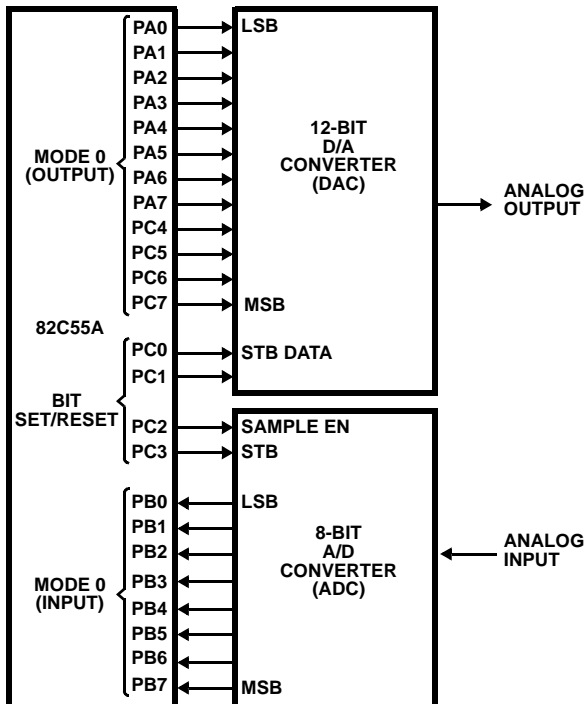 PA0
PA1
PA2
PA3
PA4
PA5
PA6
PA7
PC4
PC5
PC6
PC7
MODE 0
(OUTPUT)
LSB
12-BIT
D/A
CONVERTER
(DAC)
MSB
ANALOG
OUTPUT
82C55A
PC0
PC1
PC2
PC3
BIT
SET/RESET
STB DATA
SAMPLE EN
STB
PB0
PB1
PB2
PB3
PB4
PB5
PB6
PB7
MODE 0
(INPUT)
LSB
8-BIT
A/D
CONVERTER
(ADC)
MSB
ANALOG
INPUT